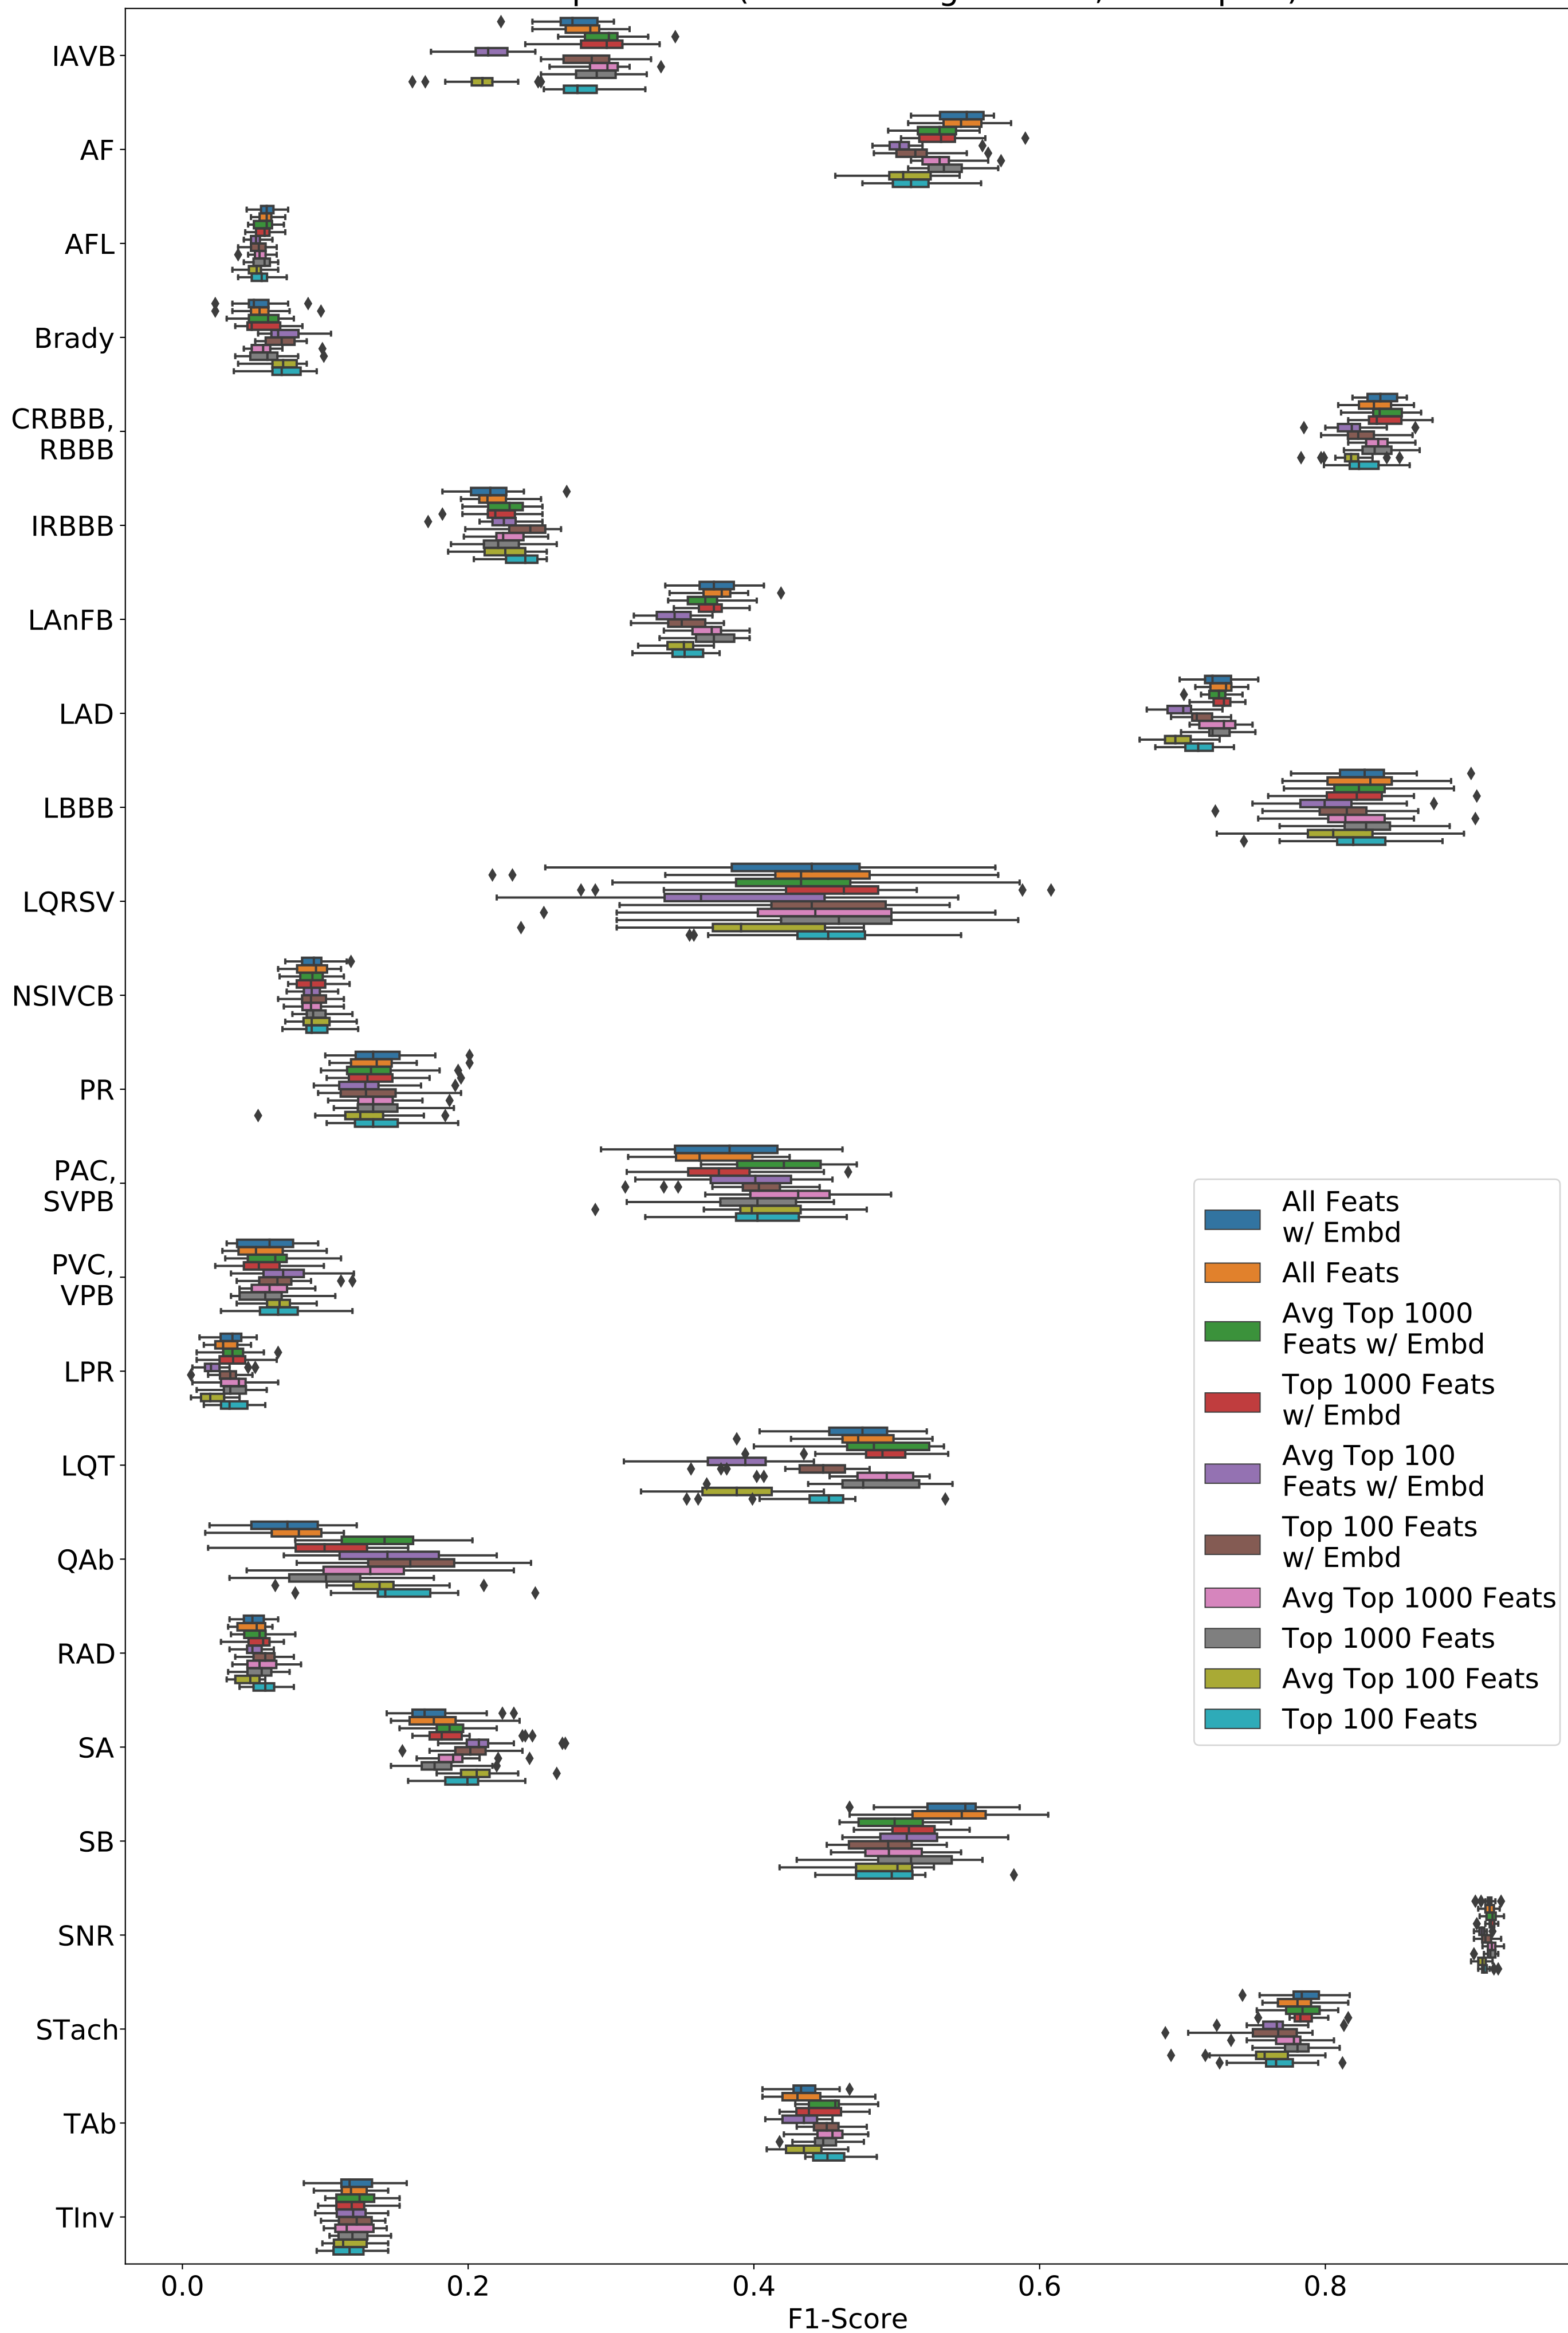 IAVB
AF
AFL
Brady
CRBBB,
RBBB
IRBBB
LAnFB
LAD
LBBB
LQRSV
NSIVCB
PR
PAC,
SVPB
PVC,
VPB
LPR
LQT
QAb
RAD
SA
SB
SNR
STach
TAb
TInv
All Feats
w/ Embd
All Feats
Avg Top 1000
Feats w/ Embd
Top 1000 Feats
w/ Embd
Avg Top 100
Feats w/ Embd
Top 100 Feats
w/ Embd
Avg Top 1000 Feats
Top 1000 Feats
Avg Top 100 Feats
Top 100 Feats
0.0 0.2 0.4 0.6 0.8
F1-Score